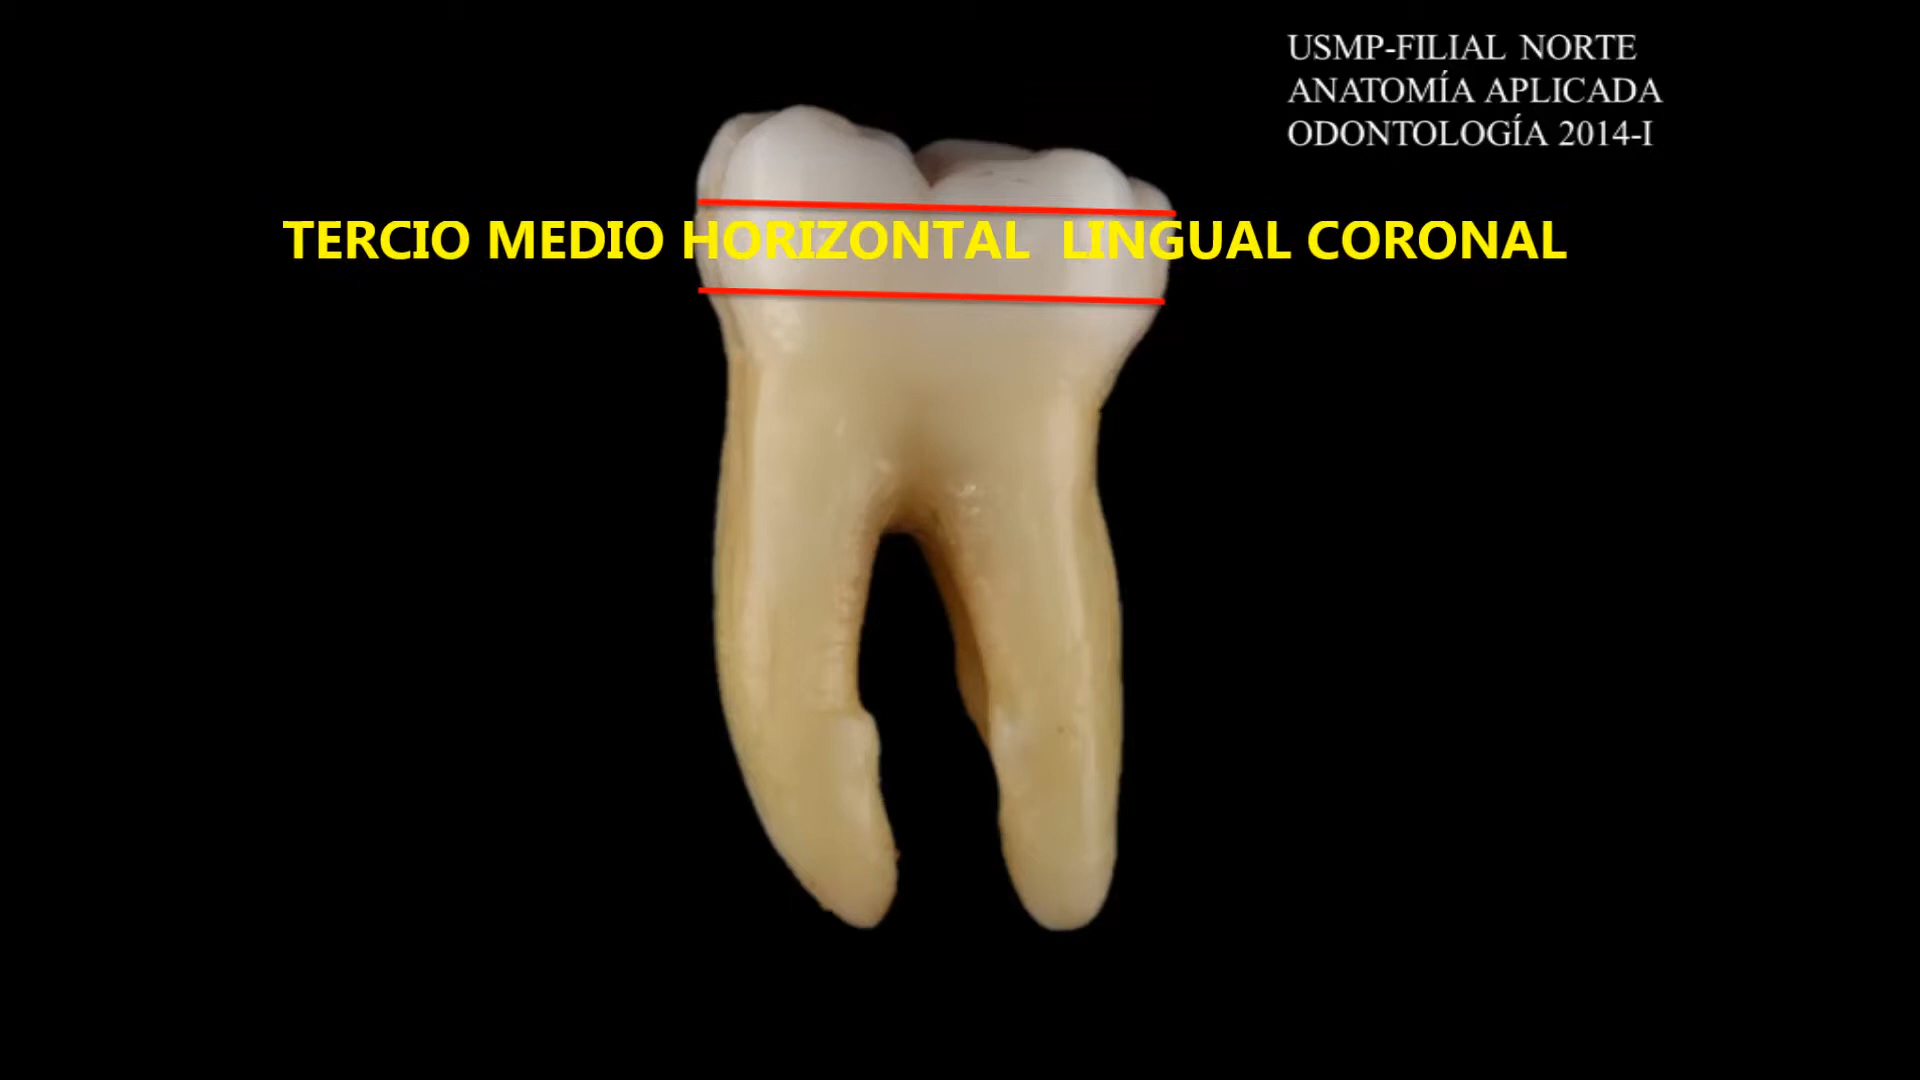 USMP-FILIAL NORTE
ANATOMÍA APLICADA
ODONTOLOGÍA 2014-I
TERCIO MEDIO HORIZONTAL LINGUAL CORONAL